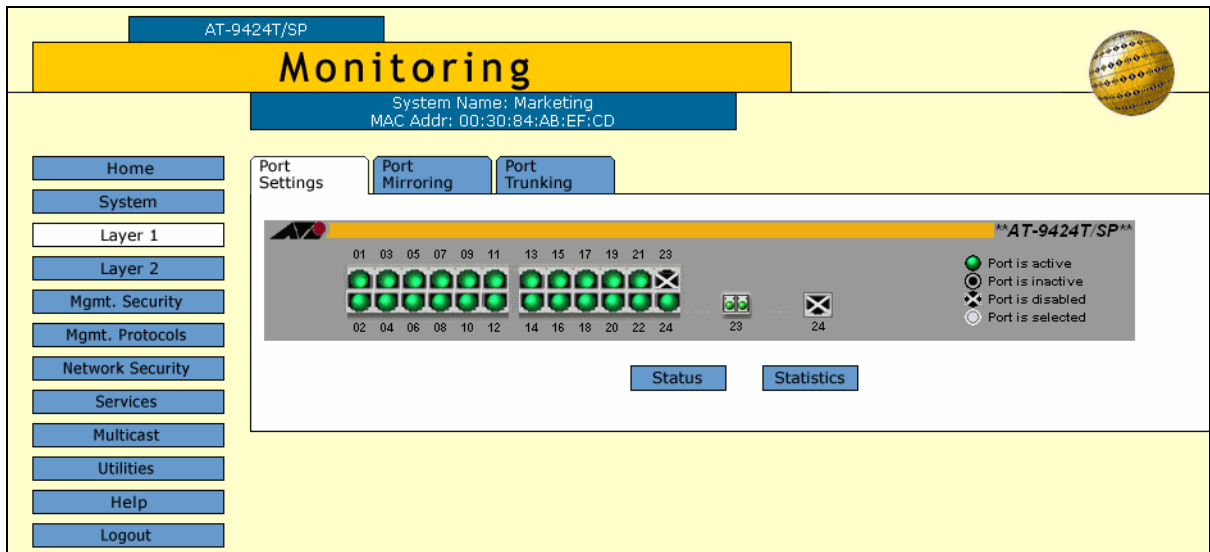 AT-9424T/SP
Monitoring
System Name: Marketing
MAC Addr: 00:30:84:AB:EF:CD
Home
System
Layer 1
Layer 2
Mgmt. Security
Mgmt. Protocols
Network Security
Services
Multicast
Utilities
Help
Logout
Port
Settings
Port
Mirroring
Port
Trunking
**AT-9424T/SP**
01 03 05 07 09 11 13 15 17 19 21 23
02 04 06 08 10 12 14 16 18 20 22 24
23
24
Port is active
Port is inactive
Port is disabled
Port is selected
Status
Statistics